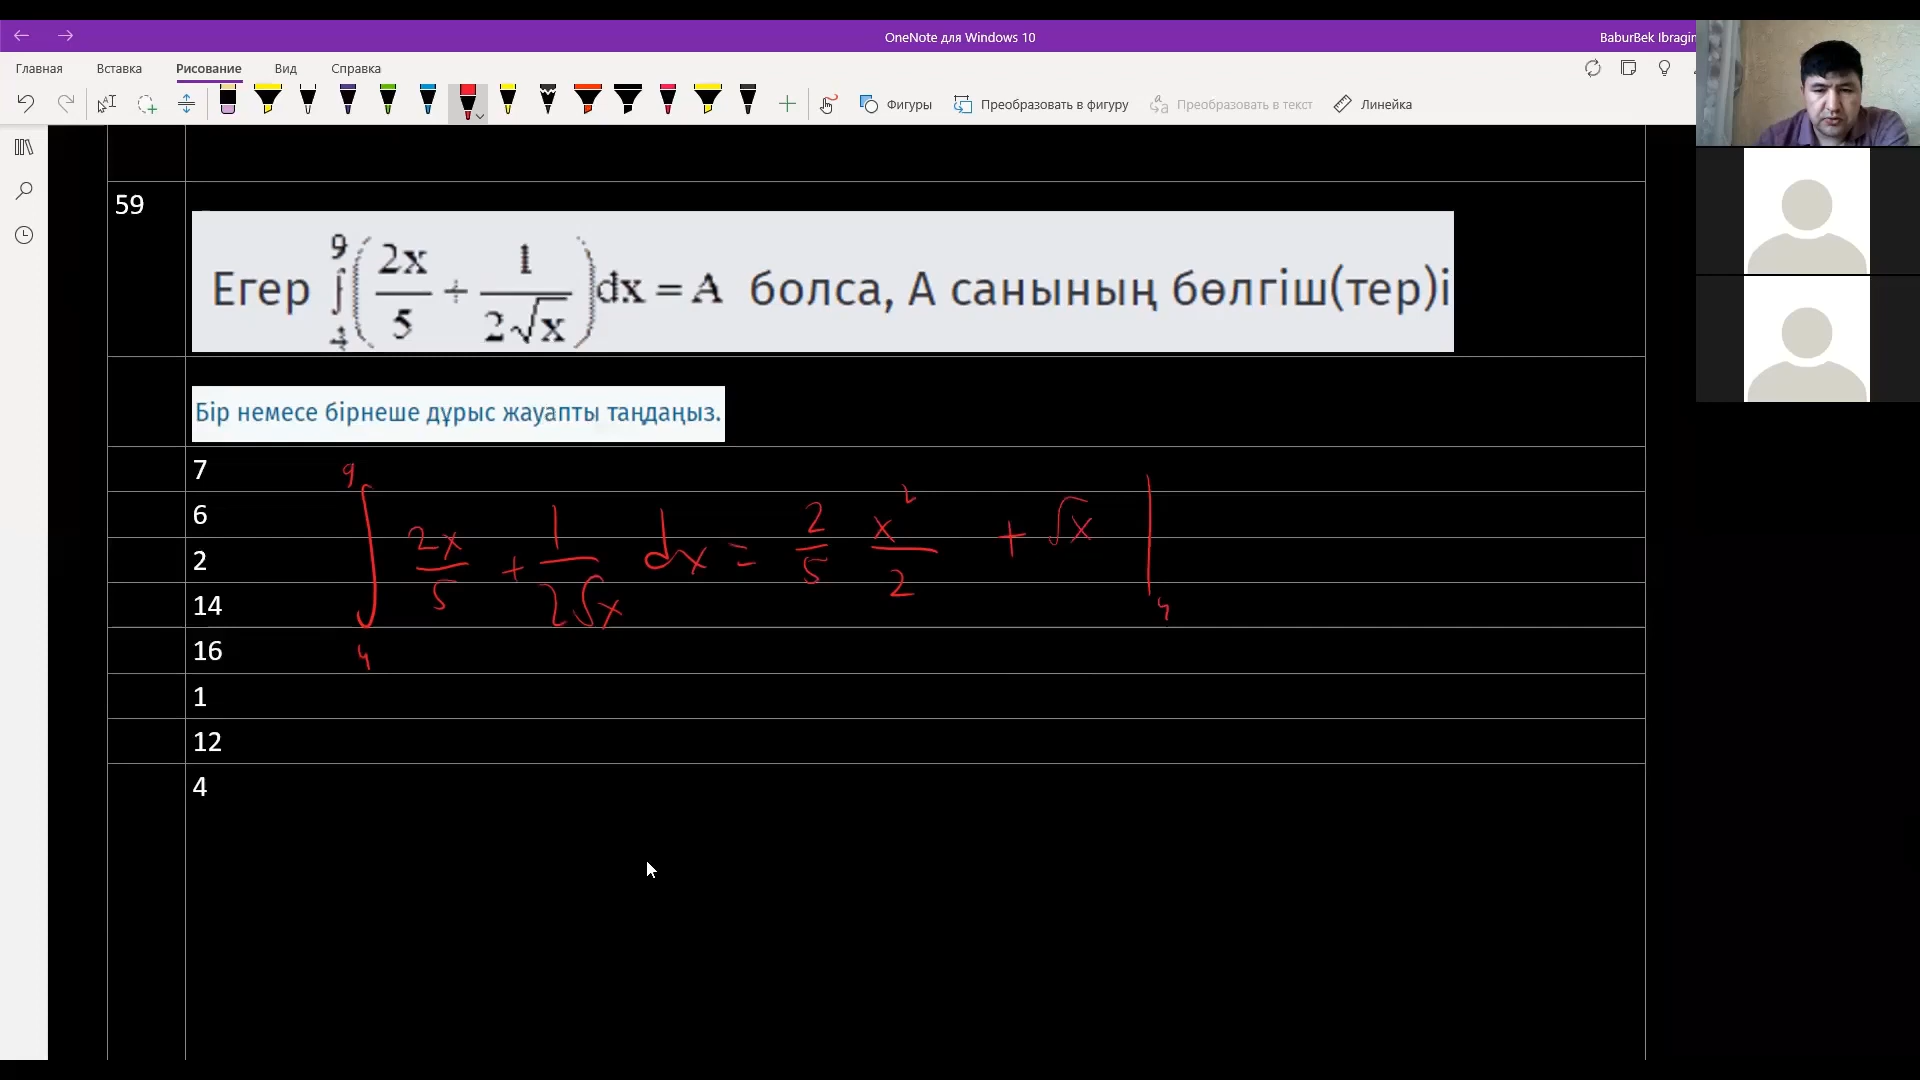 OneNote для Windows 10
BaburBek Ibragin
Главная Вставка Рисование Вид Справка
Фигуры Преобразовать в фигуру Преобразовать в текст Линейка
59
Егер ∫₄⁹ (2x/5 + 1/(2√x)) dx = A болса, А санының бөлгіш(тер)і
Бір немесе бірнеше дұрыс жауапты таңдаңыз.
7
6
2
14
16
1
12
4
∫₄⁹ 2x/5 + 1/(2√x) dx = 2/5 x²/2 + √x |₄